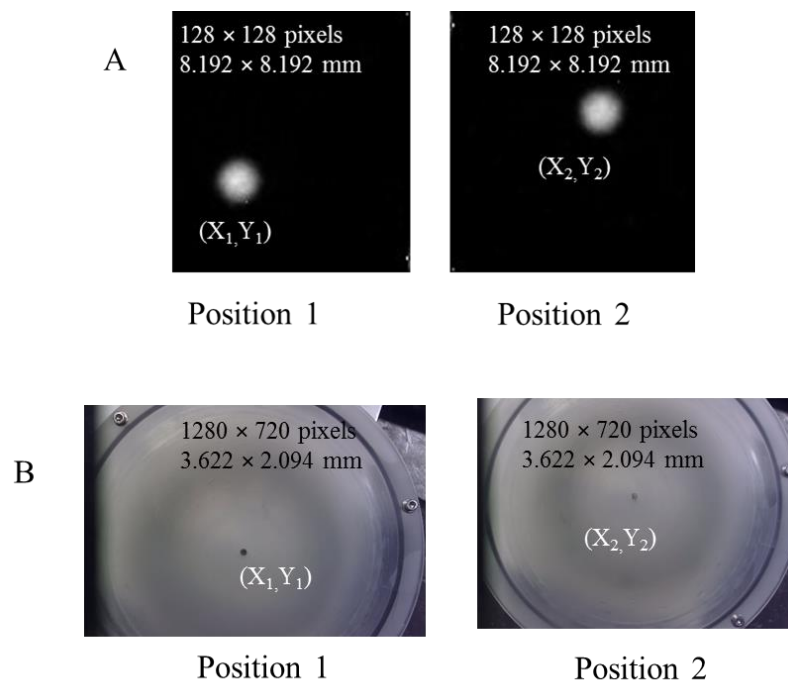 A
128 × 128 pixels
8.192 × 8.192 mm
(X₁,Y₁)
128 × 128 pixels
8.192 × 8.192 mm
(X₂,Y₂)
Position 1
Position 2
B
1280 × 720 pixels
3.622 × 2.094 mm
(X₁,Y₁)
1280 × 720 pixels
3.622 × 2.094 mm
(X₂,Y₂)
Position 1
Position 2